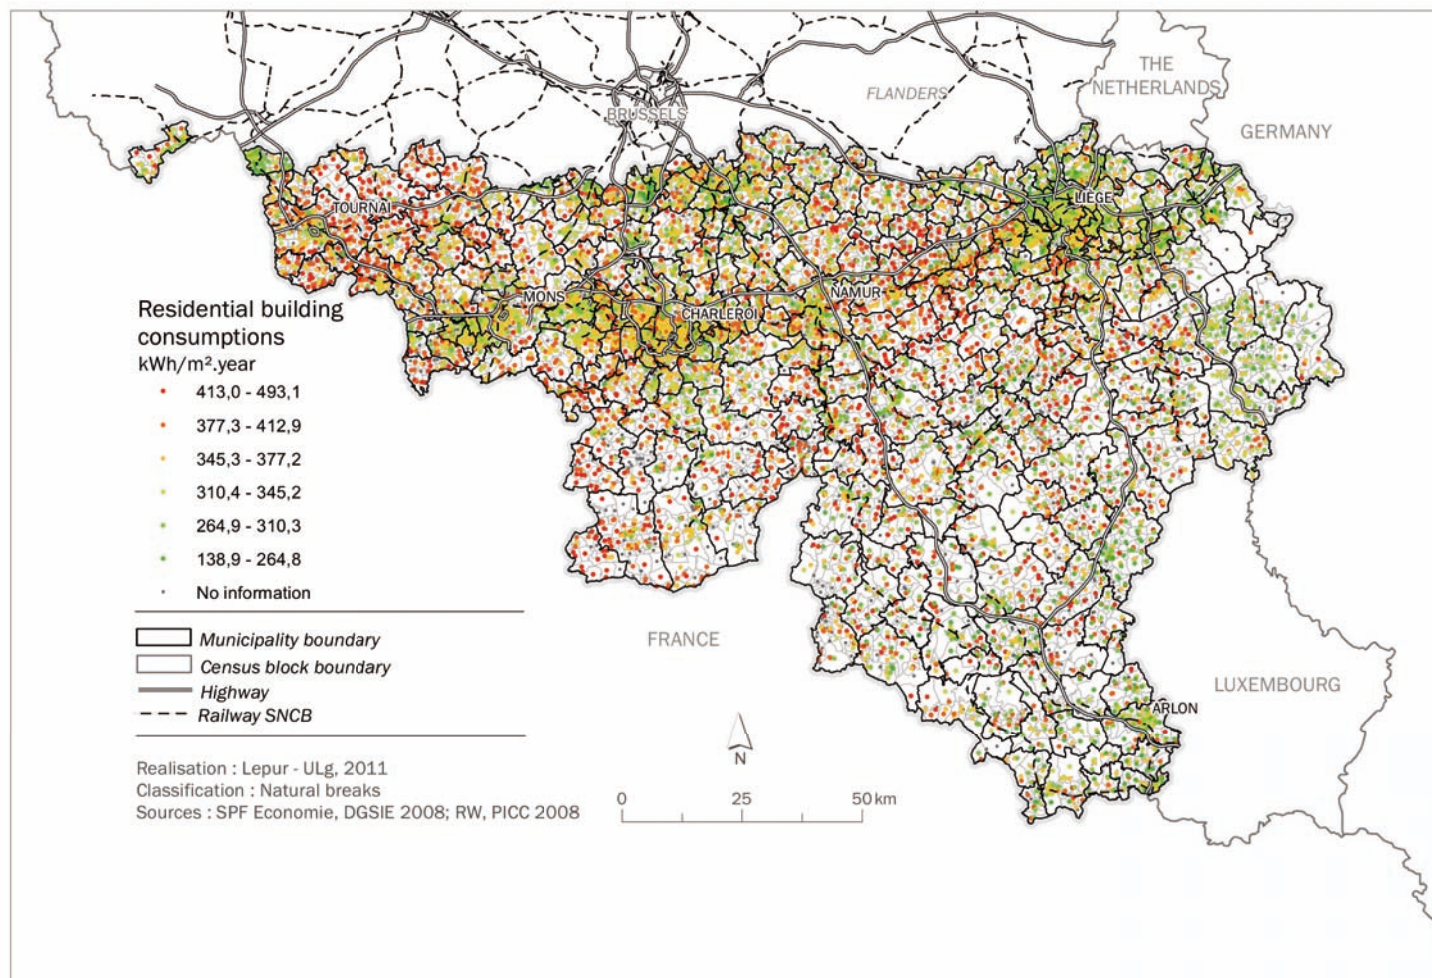 THE
NETHERLANDS
FLANDERS
BRUSSELS
GERMANY
TOURNAI
LIÈGE
MONS
NAMUR
CHARLEROI
Residential building
consumptions
kWh/m².year
413,0 - 493,1
377,3 - 412,9
345,3 - 377,2
310,4 - 345,2
264,9 - 310,3
138,9 - 264,8
No information
Municipality boundary
Census block boundary
Highway
Railway SNCB
FRANCE
LUXEMBOURG
ARLON
N
Realisation : Lepur - ULg, 2011
Classification : Natural breaks
Sources : SPF Economie, DGSIE 2008; RW, PICC 2008
0 25 50 km